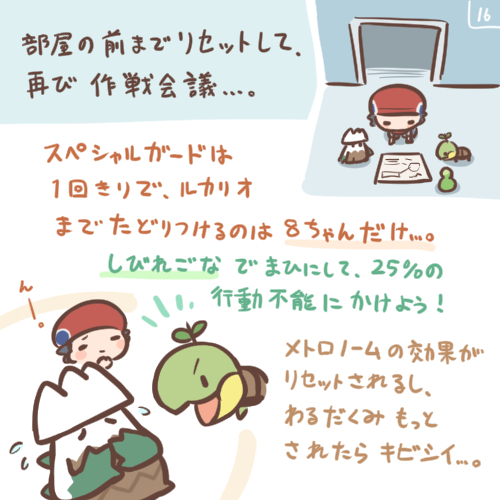 16
部屋の前までリセットして、
再び作戦会議…。
スペシャルガードは
1回きりで、ルカリオ
までたどりつけるのは8ちゃんだけ…。
しびれごなでまひにして、25%の
行動不能にかけよう！
んー。
メトロノームの効果が
リセットされるし、
わるだくみもっと
されたらキビシイ…。